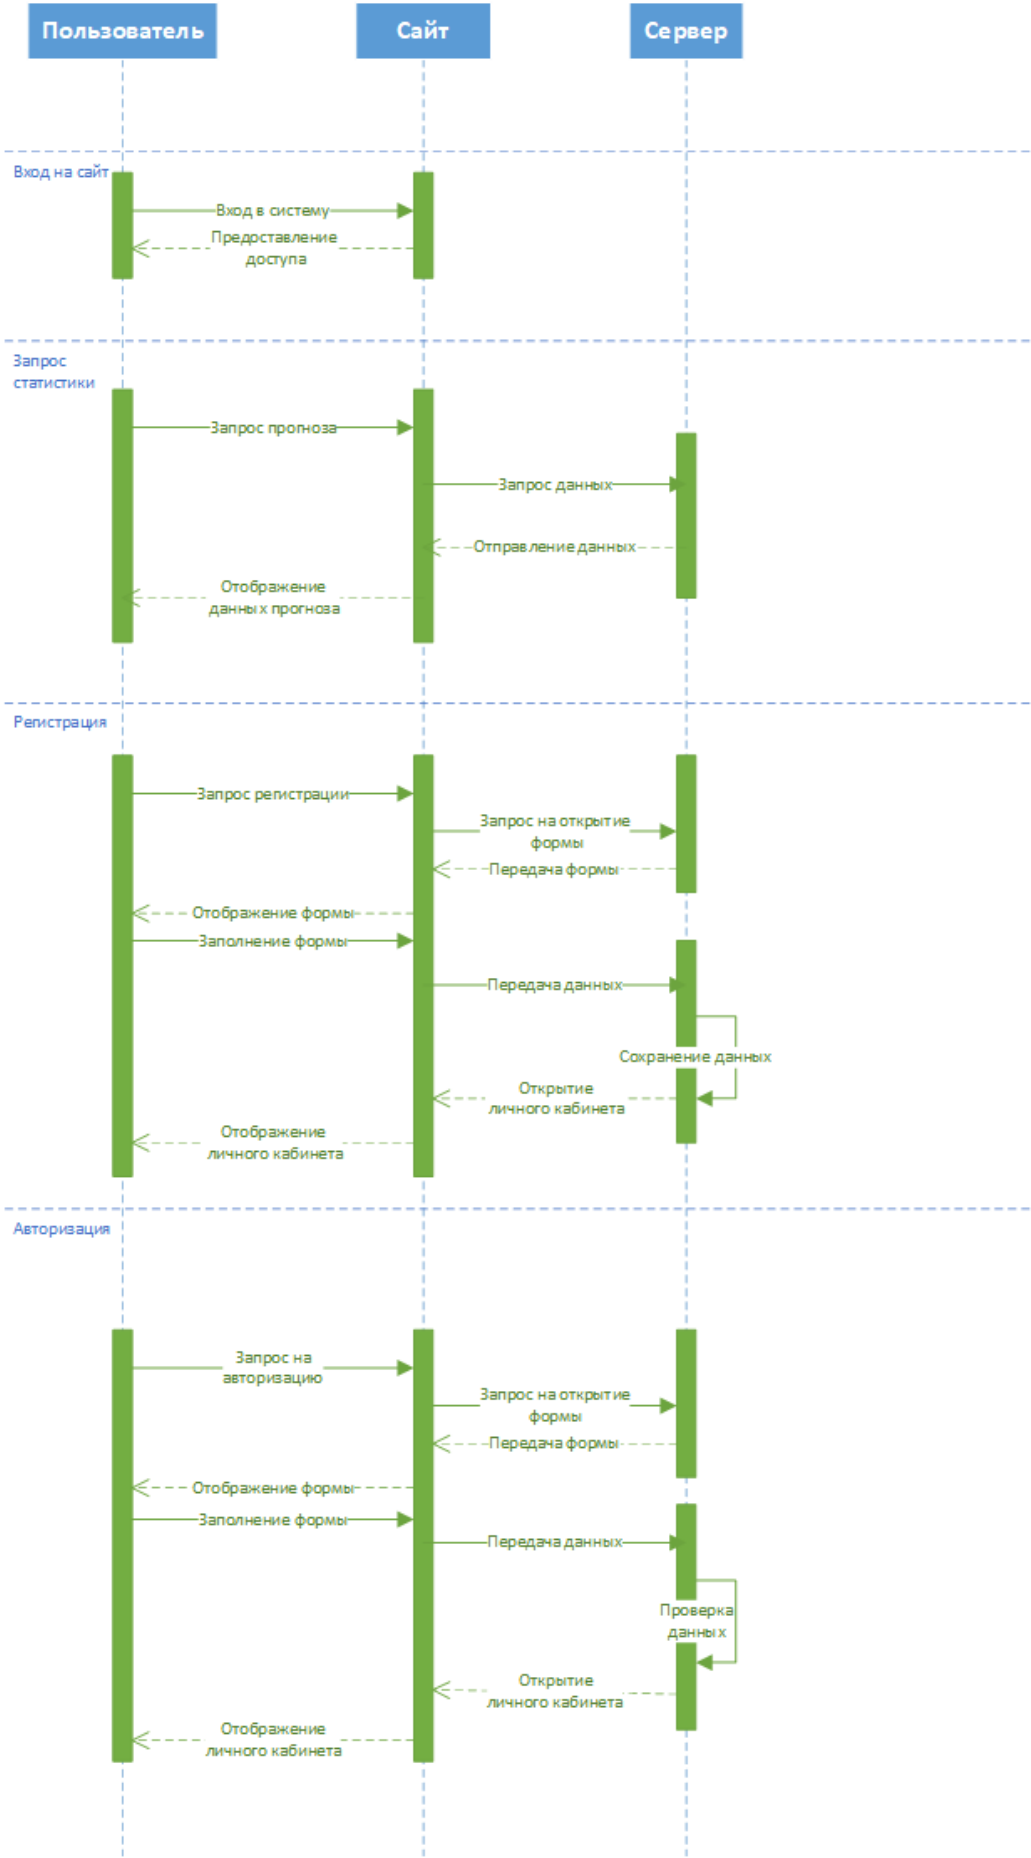 Пользователь
Сайт
Сервер
Вход на сайт
Вход в систему
Предоставление
доступа
Запрос
статистики
Запрос прогноза
Запрос данных
Отправление данных
Отображение
данных прогноза
Регистрация
Запрос регистрации
Запрос на открытие
формы
Передача формы
Отображение формы
Заполнение формы
Передача данных
Сохранение данных
Открытие
личного кабинета
Отображение
личного кабинета
Авторизация
Запрос на
авторизацию
Запрос на открытие
формы
Передача формы
Отображение формы
Заполнение формы
Передача данных
Проверка
данных
Открытие
личного кабинета
Отображение
личного кабинета